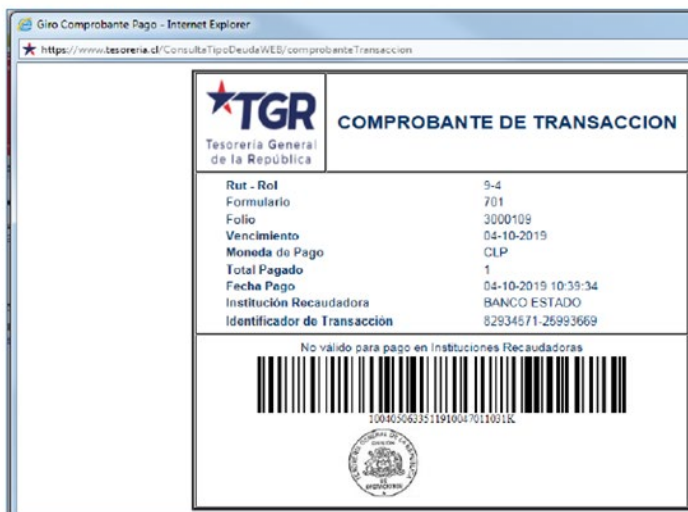 Giro Comprobante Pago - Internet Explorer
https://www.tesoreria.cl/ConsultaTipoDeudaWEB/comprobanteTransaccion
TGR
Tesorería General
de la República
COMPROBANTE DE TRANSACCION
Rut - Rol 9-4
Formulario 701
Folio 3000109
Vencimiento 04-10-2019
Moneda de Pago CLP
Total Pagado 1
Fecha Pago 04-10-2019 10:39:34
Institución Recaudadora BANCO ESTADO
Identificador de Transacción 82934571-25993669
No válido para pago en Instituciones Recaudadoras
1004050633511910047011031K